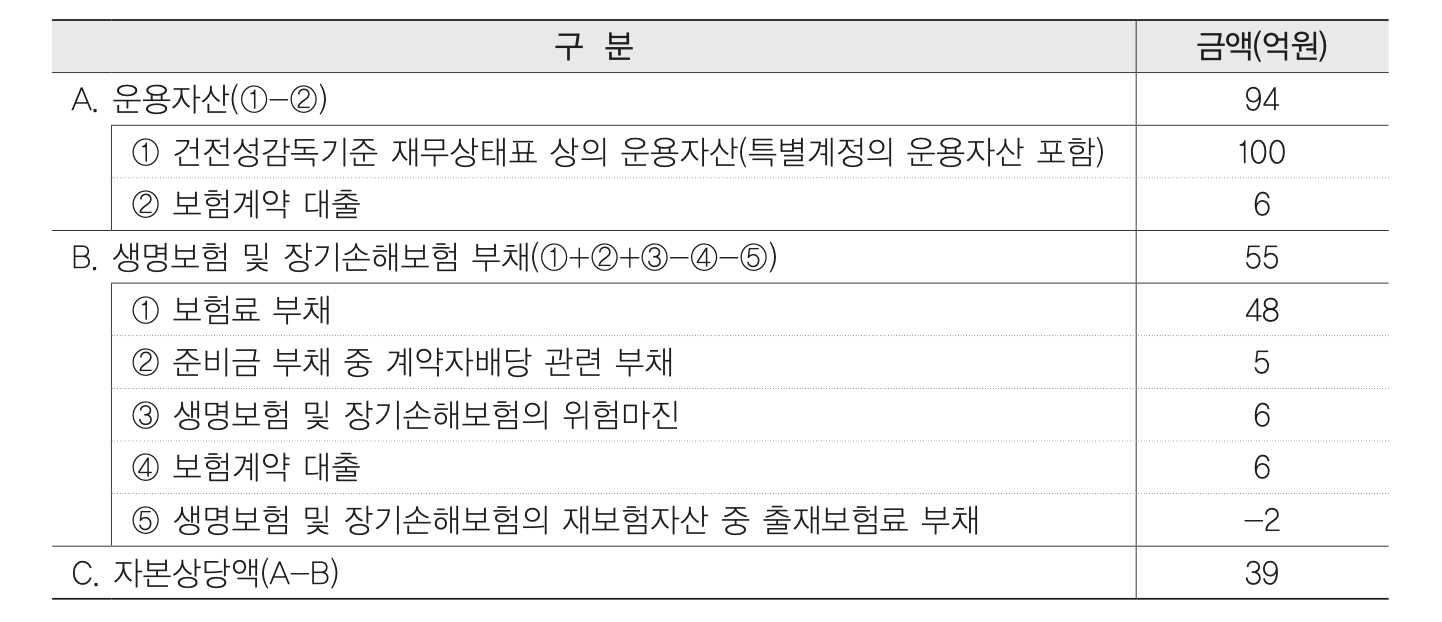 구 분 금액(억원)
A. 운용자산(①-②) 94
① 건전성감독기준 재무상태표 상의 운용자산(특별계정의 운용자산 포함) 100
② 보험계약 대출 6
B. 생명보험 및 장기손해보험 부채(①+②+③-④-⑤) 55
① 보험료 부채 48
② 준비금 부채 중 계약자배당 관련 부채 5
③ 생명보험 및 장기손해보험의 위험마진 6
④ 보험계약 대출 6
⑤ 생명보험 및 장기손해보험의 재보험자산 중 출재보험료 부채 -2
C. 자본상당액(A-B) 39